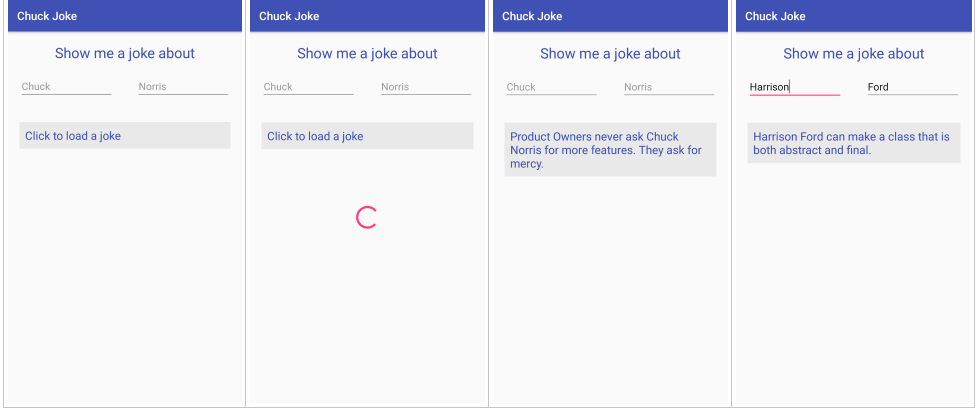 Chuck Joke
Show me a joke about
Chuck Norris
Click to load a joke
Chuck Joke
Show me a joke about
Chuck Norris
Click to load a joke
Chuck Joke
Show me a joke about
Chuck Norris
Product Owners never ask Chuck
Norris for more features. They ask for
mercy.
Chuck Joke
Show me a joke about
Harrison Ford
Harrison Ford can make a class that is
both abstract and final.